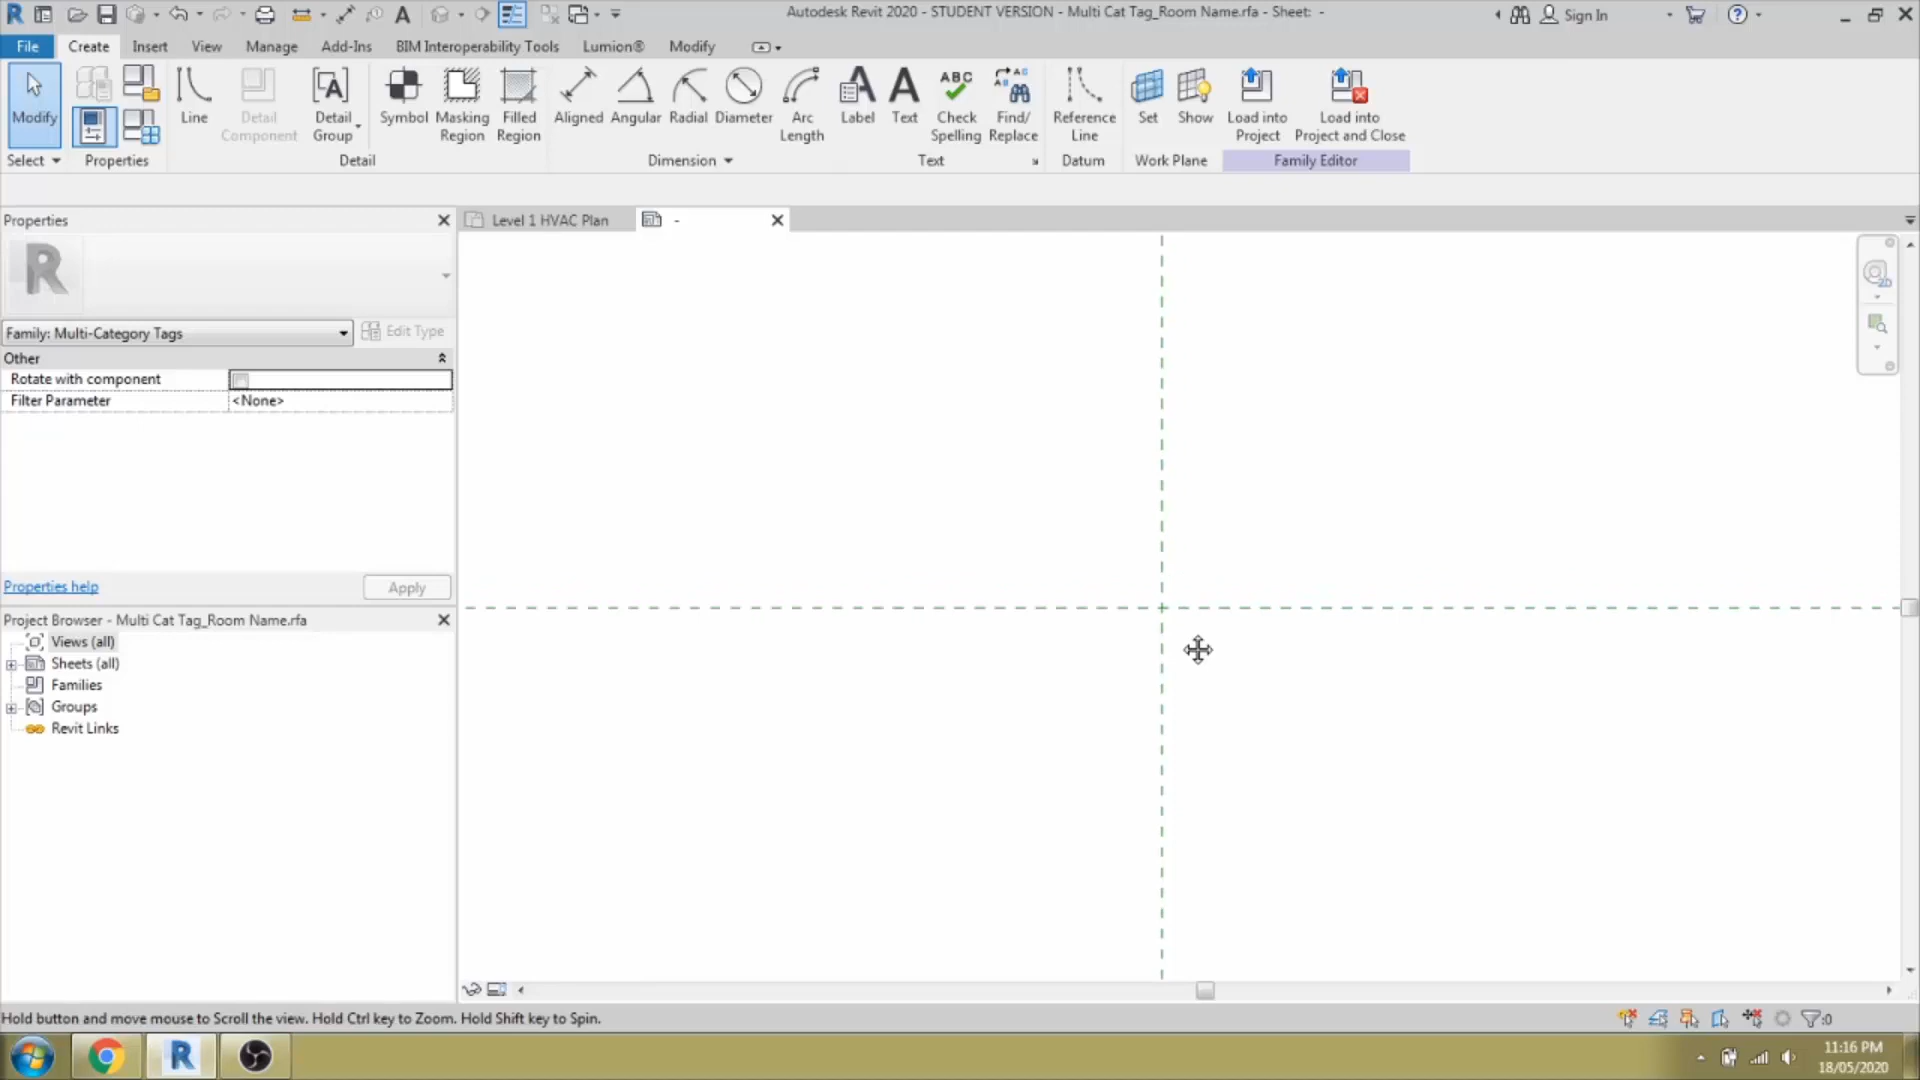 Autodesk Revit 2020 - STUDENT VERSION - Multi Cat Tag_Room Name.rfa - Sheet: -
Sign In
File Create Insert View Manage Add-Ins BIM Interoperability Tools Lumion® Modify
Modify
Line
Detail Component
Detail Group
Symbol
Masking Region
Filled Region
Aligned
Angular
Radial
Diameter
Arc Length
Label
Text
ABC
Check Spelling
Find/ Replace
Reference Line
Set
Show
Load into Project
Load into Project and Close
Select Properties Detail Dimension Text Datum Work Plane Family Editor
Properties
Level 1 HVAC Plan
-
Family: Multi-Category Tags
Edit Type
Other
Rotate with component
Filter Parameter <None>
Properties help
Apply
Project Browser - Multi Cat Tag_Room Name.rfa
Views (all)
Sheets (all)
Families
Groups
Revit Links
Hold button and move mouse to Scroll the view. Hold Ctrl key to Zoom. Hold Shift key to Spin.
:0
11:16 PM
18/05/2020